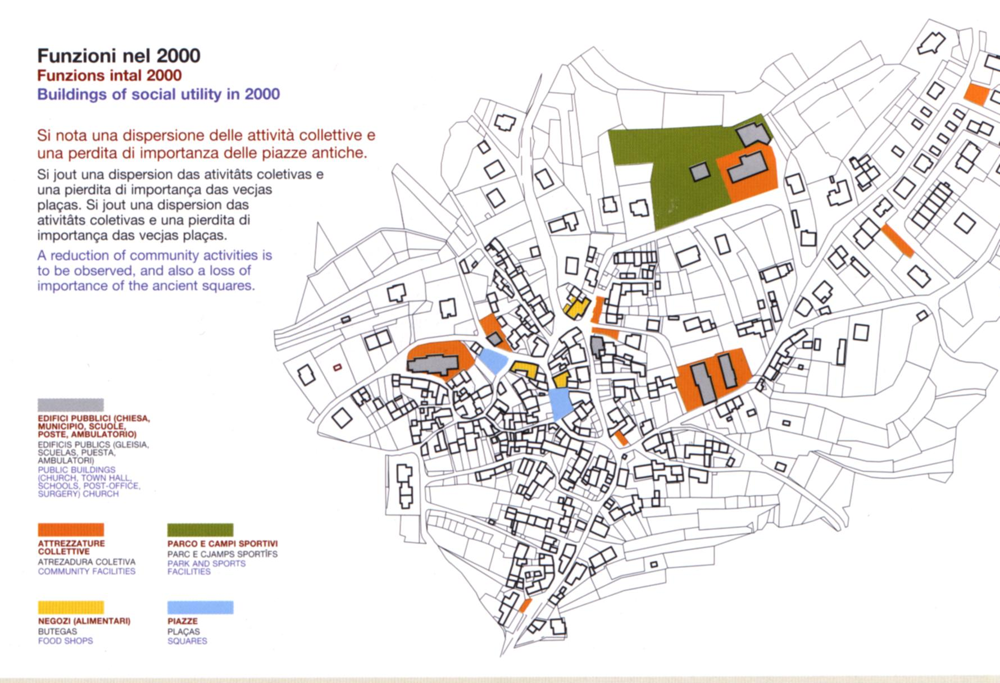 Funzioni nel 2000
Funzions intal 2000
Buildings of social utility in 2000
Si nota una dispersione delle attività collettive e
una perdita di importanza delle piazze antiche.
Si jout una dispersion das ativitâts coletivas e
una pierdita di importança das vecjas
plaças. Si jout una dispersion das
ativitâts coletivas e una pierdita di
importança das vecjas plaças.
A reduction of community activities is
to be observed, and also a loss of
importance of the ancient squares.
EDIFICI PUBBLICI (CHIESA,
MUNICIPIO, SCUOLE,
POSTE, AMBULATORIO)
EDIFICIS PUBLICS (GLEISIA,
SCUELAS, PUESTA,
AMBULATORI)
PUBLIC BUILDINGS
(CHURCH, TOWN HALL,
SCHOOLS, POST-OFFICE,
SURGERY) CHURCH
ATTREZZATURE
COLLETTIVE
ATREZADURA COLETIVA
COMMUNITY FACILITIES
PARCO E CAMPI SPORTIVI
PARC E CJAMPS SPORTÎFS
PARK AND SPORTS
FACILITIES
NEGOZI (ALIMENTARI)
BUTEGAS
FOOD SHOPS
PIAZZE
PLAÇAS
SQUARES